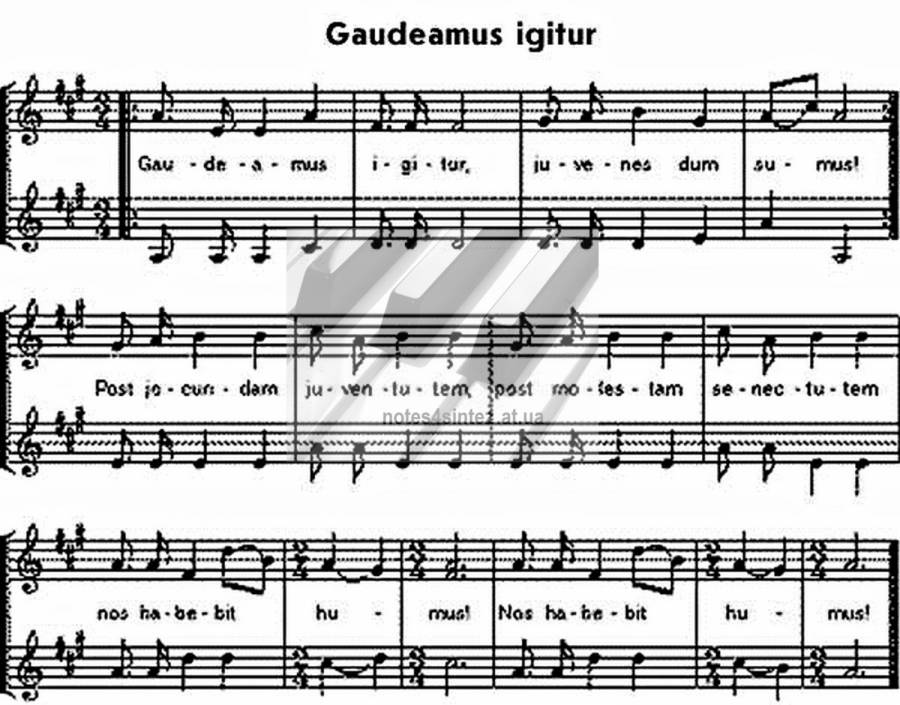 Gaudeamus igitur
Gau - de - a - mus i - gi - tur, ju - ve - nes dum su - mus!
Post jo - cun - dam ju - ven - tu - tem, post mo - les - tam se - nec - tu - tem
notes4sintez.at.ua
nos ha - be - bit hu - mus! Nos ha - be - bit hu - mus!